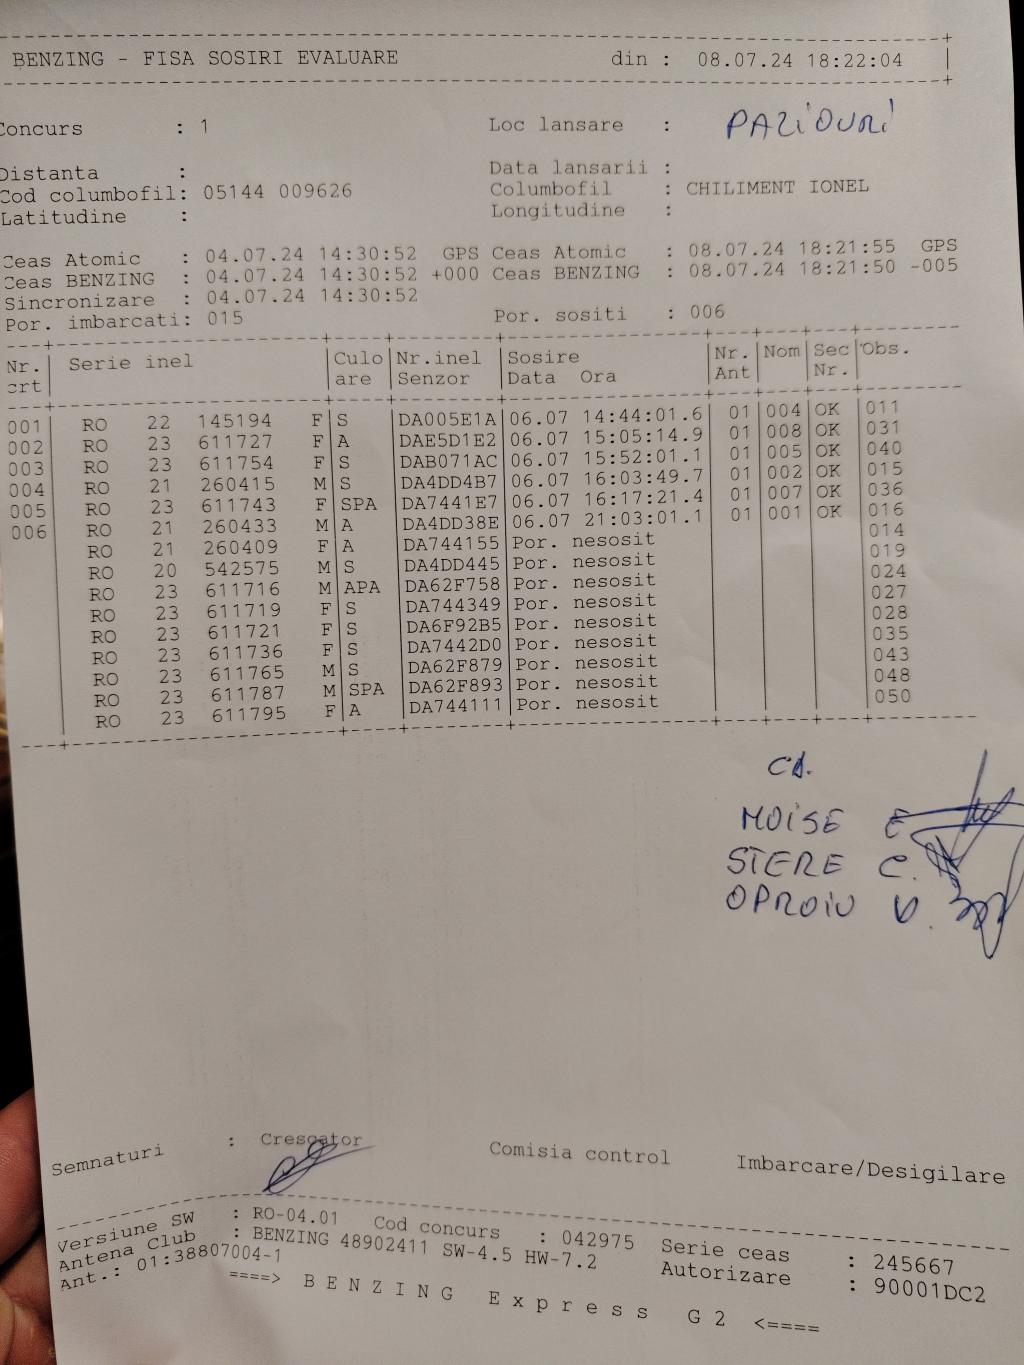 BENZING - FISA SOSIRI EVALUARE din : 08.07.24 18:22:04
Concurs : 1 Loc lansare : PAZIOURI
Distanta : Data lansarii :
Cod columbofil: 05144 009626 Columbofil : CHILIMENT IONEL
Latitudine : Longitudine :
Ceas Atomic : 04.07.24 14:30:52 GPS Ceas Atomic : 08.07.24 18:21:55 GPS
Ceas BENZING : 04.07.24 14:30:52 +000 Ceas BENZING : 08.07.24 18:21:50 -005
Sincronizare : 04.07.24 14:30:52
Por. imbarcati: 015 Por. sositi : 006
Nr. Serie inel Culo Nr.inel Sosire Nr. Nom Sec Obs.
crt are Senzor Data Ora Ant Nr.
001 RO 22 145194 F S DA005E1A 06.07 14:44:01.6 01 004 OK 011
002 RO 23 611727 F A DAE5D1E2 06.07 15:05:14.9 01 008 OK 031
003 RO 23 611754 F S DAB071AC 06.07 15:52:01.1 01 005 OK 040
004 RO 21 260415 M S DA4DD4B7 06.07 16:03:49.7 01 002 OK 015
005 RO 23 611743 F SPA DA7441E7 06.07 16:17:21.4 01 007 OK 036
006 RO 21 260433 M A DA4DD38E 06.07 21:03:01.1 01 001 OK 016
RO 21 260409 F A DA744155 Por. nesosit 014
RO 20 542575 M S DA4DD445 Por. nesosit 019
RO 23 611716 M APA DA62F758 Por. nesosit 024
RO 23 611719 F S DA744349 Por. nesosit 027
RO 23 611721 F S DA6F92B5 Por. nesosit 028
RO 23 611736 F S DA7442D0 Por. nesosit 035
RO 23 611765 M S DA62F879 Por. nesosit 043
RO 23 611787 M SPA DA62F893 Por. nesosit 048
RO 23 611795 F A DA744111 Por. nesosit 050
MOISE E
STERE C.
OPROIU V.
Semnaturi : Crescator Comisia control Imbarcare/Desigilare
Versiune SW : RO-04.01 Cod concurs : 042975 Serie ceas : 245667
Antena Club : BENZING 48902411 SW-4.5 HW-7.2 Autorizare : 90001DC2
Ant.: 01:38807004-1
====> B E N Z I N G E x p r e s s G 2 <====